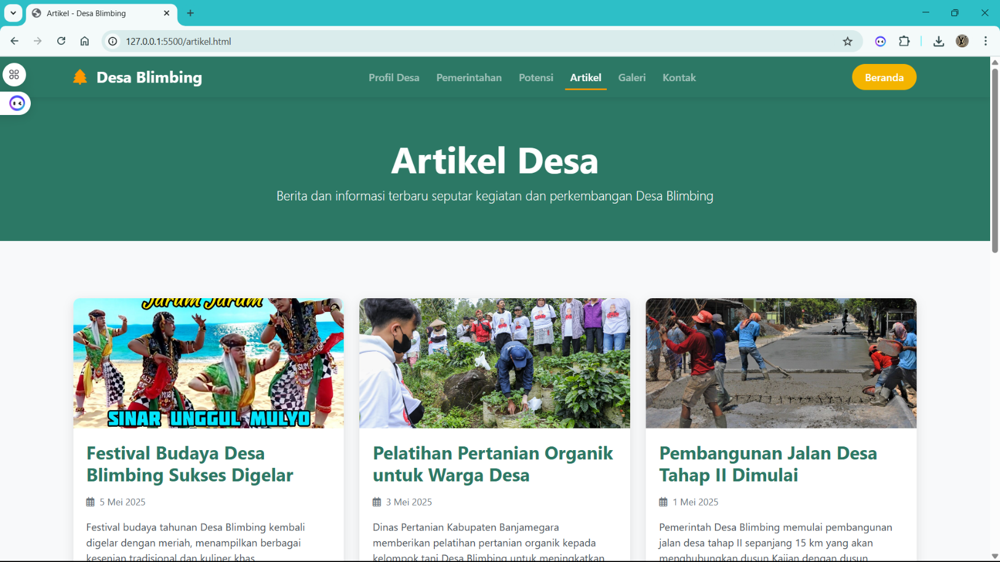 Artikel - Desa Blimbing
127.0.0.1:5500/artikel.html
Desa Blimbing
Profil Desa
Pemerintahan
Potensi
Artikel
Galeri
Kontak
Beranda
Artikel Desa
Berita dan informasi terbaru seputar kegiatan dan perkembangan Desa Blimbing
Jarum Jarum
SINAR UNGGUL MULYO
Festival Budaya Desa
Blimbing Sukses Digelar
5 Mei 2025
Festival budaya tahunan Desa Blimbing kembali
digelar dengan meriah, menampilkan berbagai
kesenian tradisional dan kuliner khas
Pelatihan Pertanian Organik
untuk Warga Desa
3 Mei 2025
Dinas Pertanian Kabupaten Banjarnegara
memberikan pelatihan pertanian organik kepada
kelompok tani Desa Blimbing untuk meningkatkan
Pembangunan Jalan Desa
Tahap II Dimulai
1 Mei 2025
Pemerintah Desa Blimbing memulai pembangunan
jalan desa tahap II sepanjang 15 km yang akan
menghubungkan dusun Kajian dengan dusun